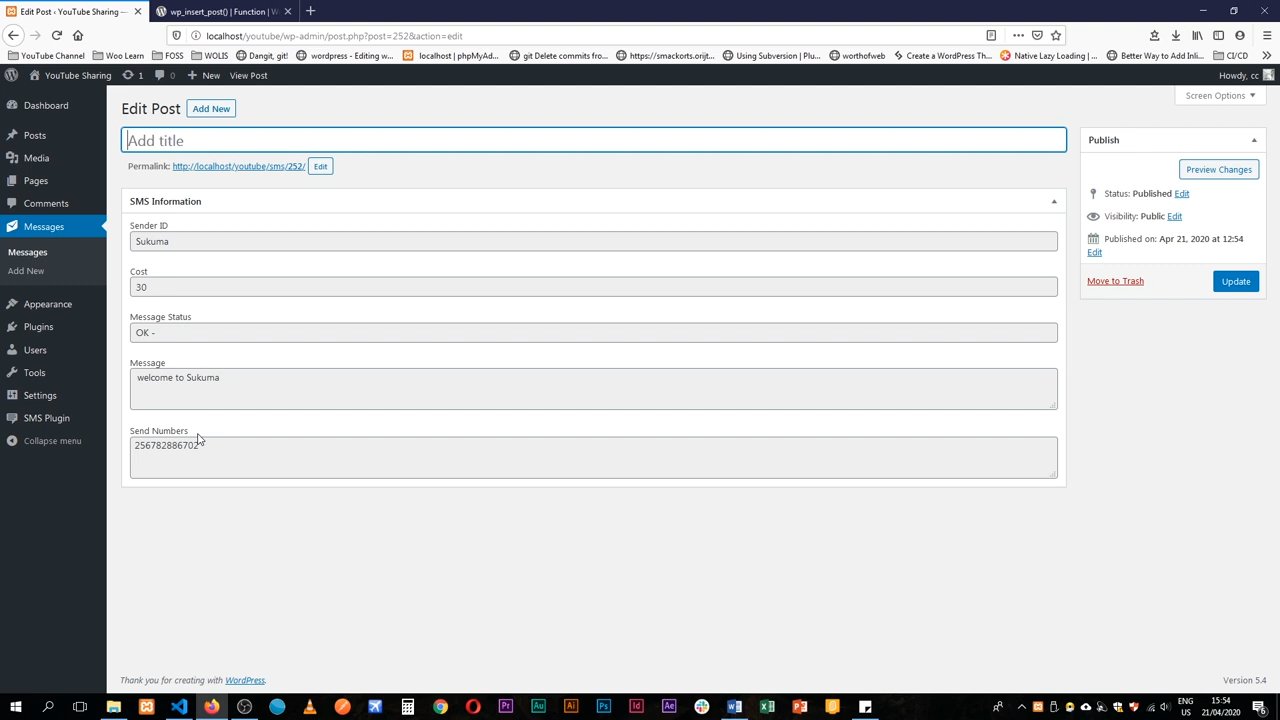 Edit Post ‹ YouTube Sharing —
wp_insert_post() | Function | W
localhost/youtube/wp-admin/post.php?post=252&action=edit
YouTube Channel
Woo Learn
FOSS
WOLIS
Dangit, git!
wordpress - Editing w...
localhost | phpMyAd...
git Delete commits fro...
https://smackorts.orijt...
Using Subversion | Plu...
worthofweb
Create a WordPress Th...
Native Lazy Loading | ...
Better Way to Add Inli...
CI/CD
YouTube Sharing
1
0
New
View Post
Howdy, cc
Screen Options
Dashboard
Posts
Media
Pages
Comments
Messages
Messages
Add New
Appearance
Plugins
Users
Tools
Settings
SMS Plugin
Collapse menu
Edit Post
Add New
Add title
Permalink: http://localhost/youtube/sms/252/
Edit
SMS Information
Sender ID
Sukuma
Cost
30
Message Status
OK -
Message
welcome to Sukuma
Send Numbers
256782886702
Publish
Preview Changes
Status: Published Edit
Visibility: Public Edit
Published on: Apr 21, 2020 at 12:54
Edit
Move to Trash
Update
Thank you for creating with WordPress.
Version 5.4
Pr
Au
Ai
Ps
Id
Ae
ENG
US
15:54
21/04/2020